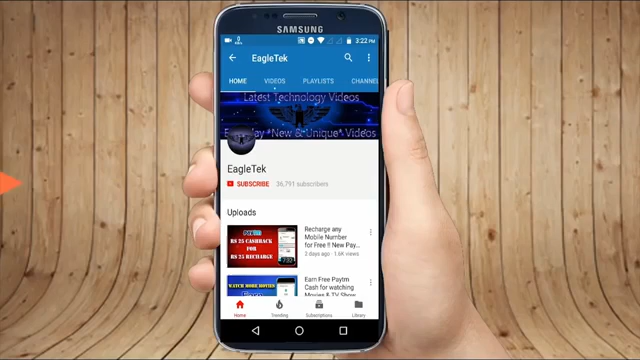 SAMSUNG
3:22 PM
EagleTek
HOME VIDEOS PLAYLISTS CHANNEL
Latest Technology Videos
*New & Unique* Videos
EagleTek
SUBSCRIBE 36,791 subscribers
Uploads
PAYTM
RS 25 CASHBACK
FOR
RS 25 RECHARGE
Recharge any
Mobile Number
for Free !! New Pay...
2 days ago · 1.6K views
WATCH MORE MOVIES
Earn Free Paytm
Cash for watching
Movies & TV Show
Home Trending Subscriptions Library